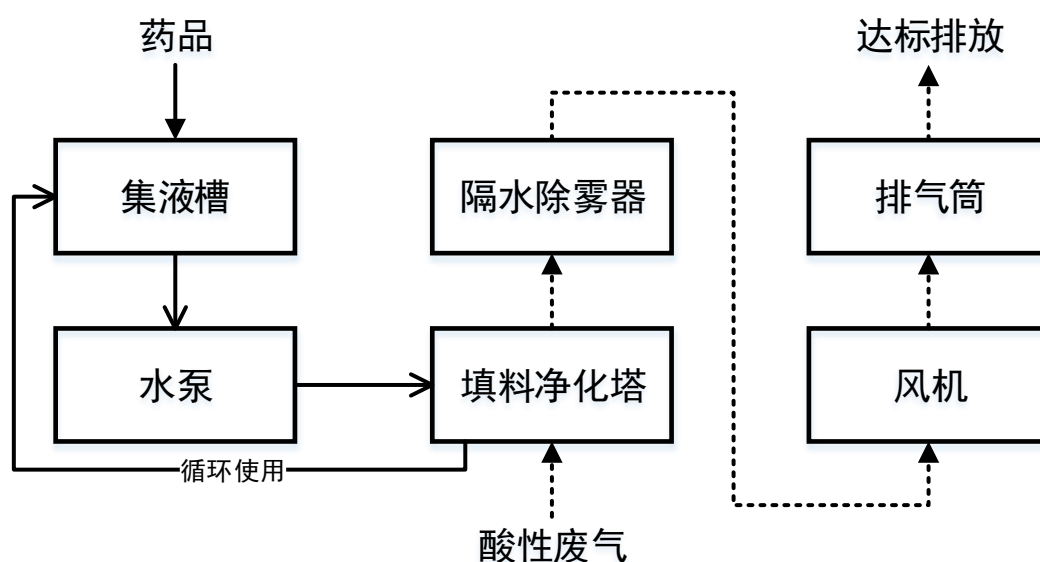 药品
达标排放
集液槽
隔水除雾器
排气筒
水泵
填料净化塔
风机
循环使用
酸性废气